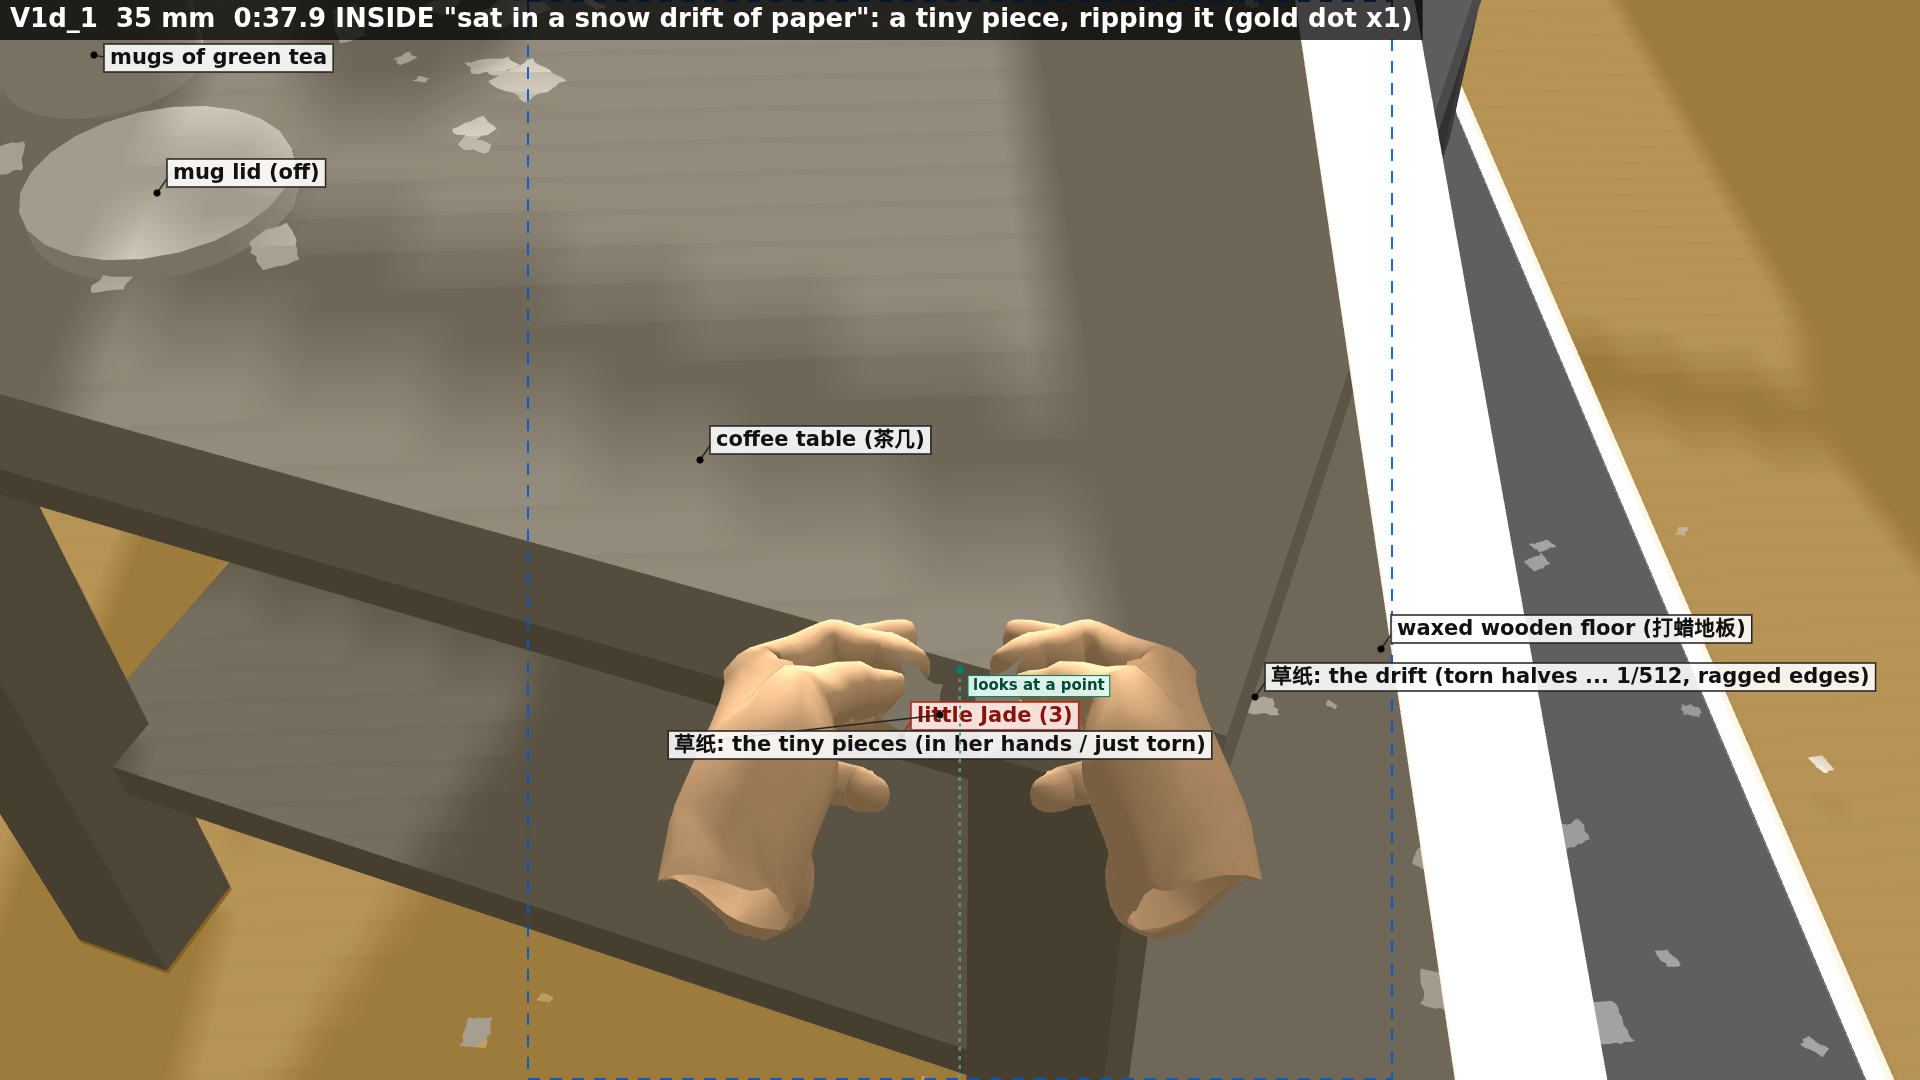 V1d_1 35 mm 0:37.9 INSIDE "sat in a snow drift of paper": a tiny piece, ripping it (gold dot x1)
mugs of green tea
mug lid (off)
coffee table (茶几)
waxed wooden floor (打蜡地板)
草纸: the drift (torn halves ... 1/512, ragged edges)
looks at a point
little Jade (3)
草纸: the tiny pieces (in her hands / just torn)